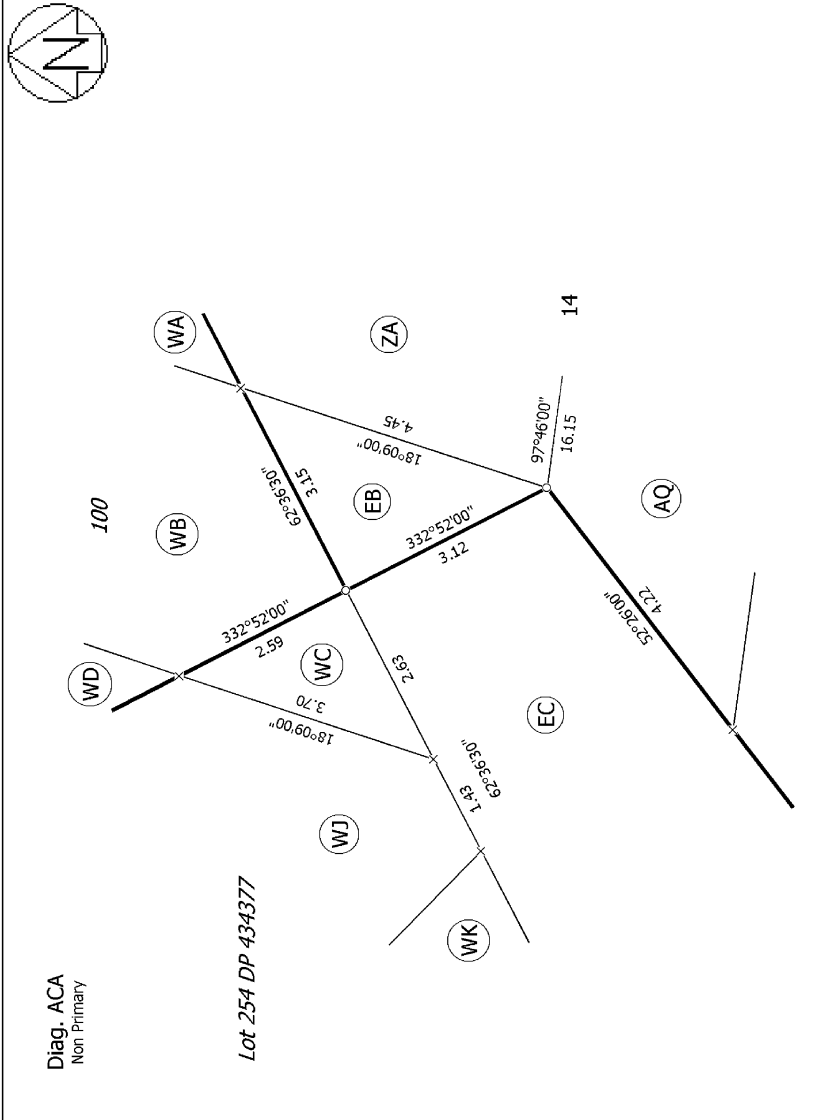 Diag. ACA
Non Primary
N
Lot 254 DP 434377
100
14
WD
WB
WA
ZA
EB
WC
WJ
WK
EC
AQ
332°52'00"
2.59
62°36'30"
3.15
18°09'00"
4.45
332°52'00"
3.12
97°46'00"
16.15
18°09'00"
3.70
2.63
1.43
62°36'30"
52°26'00"
4.22